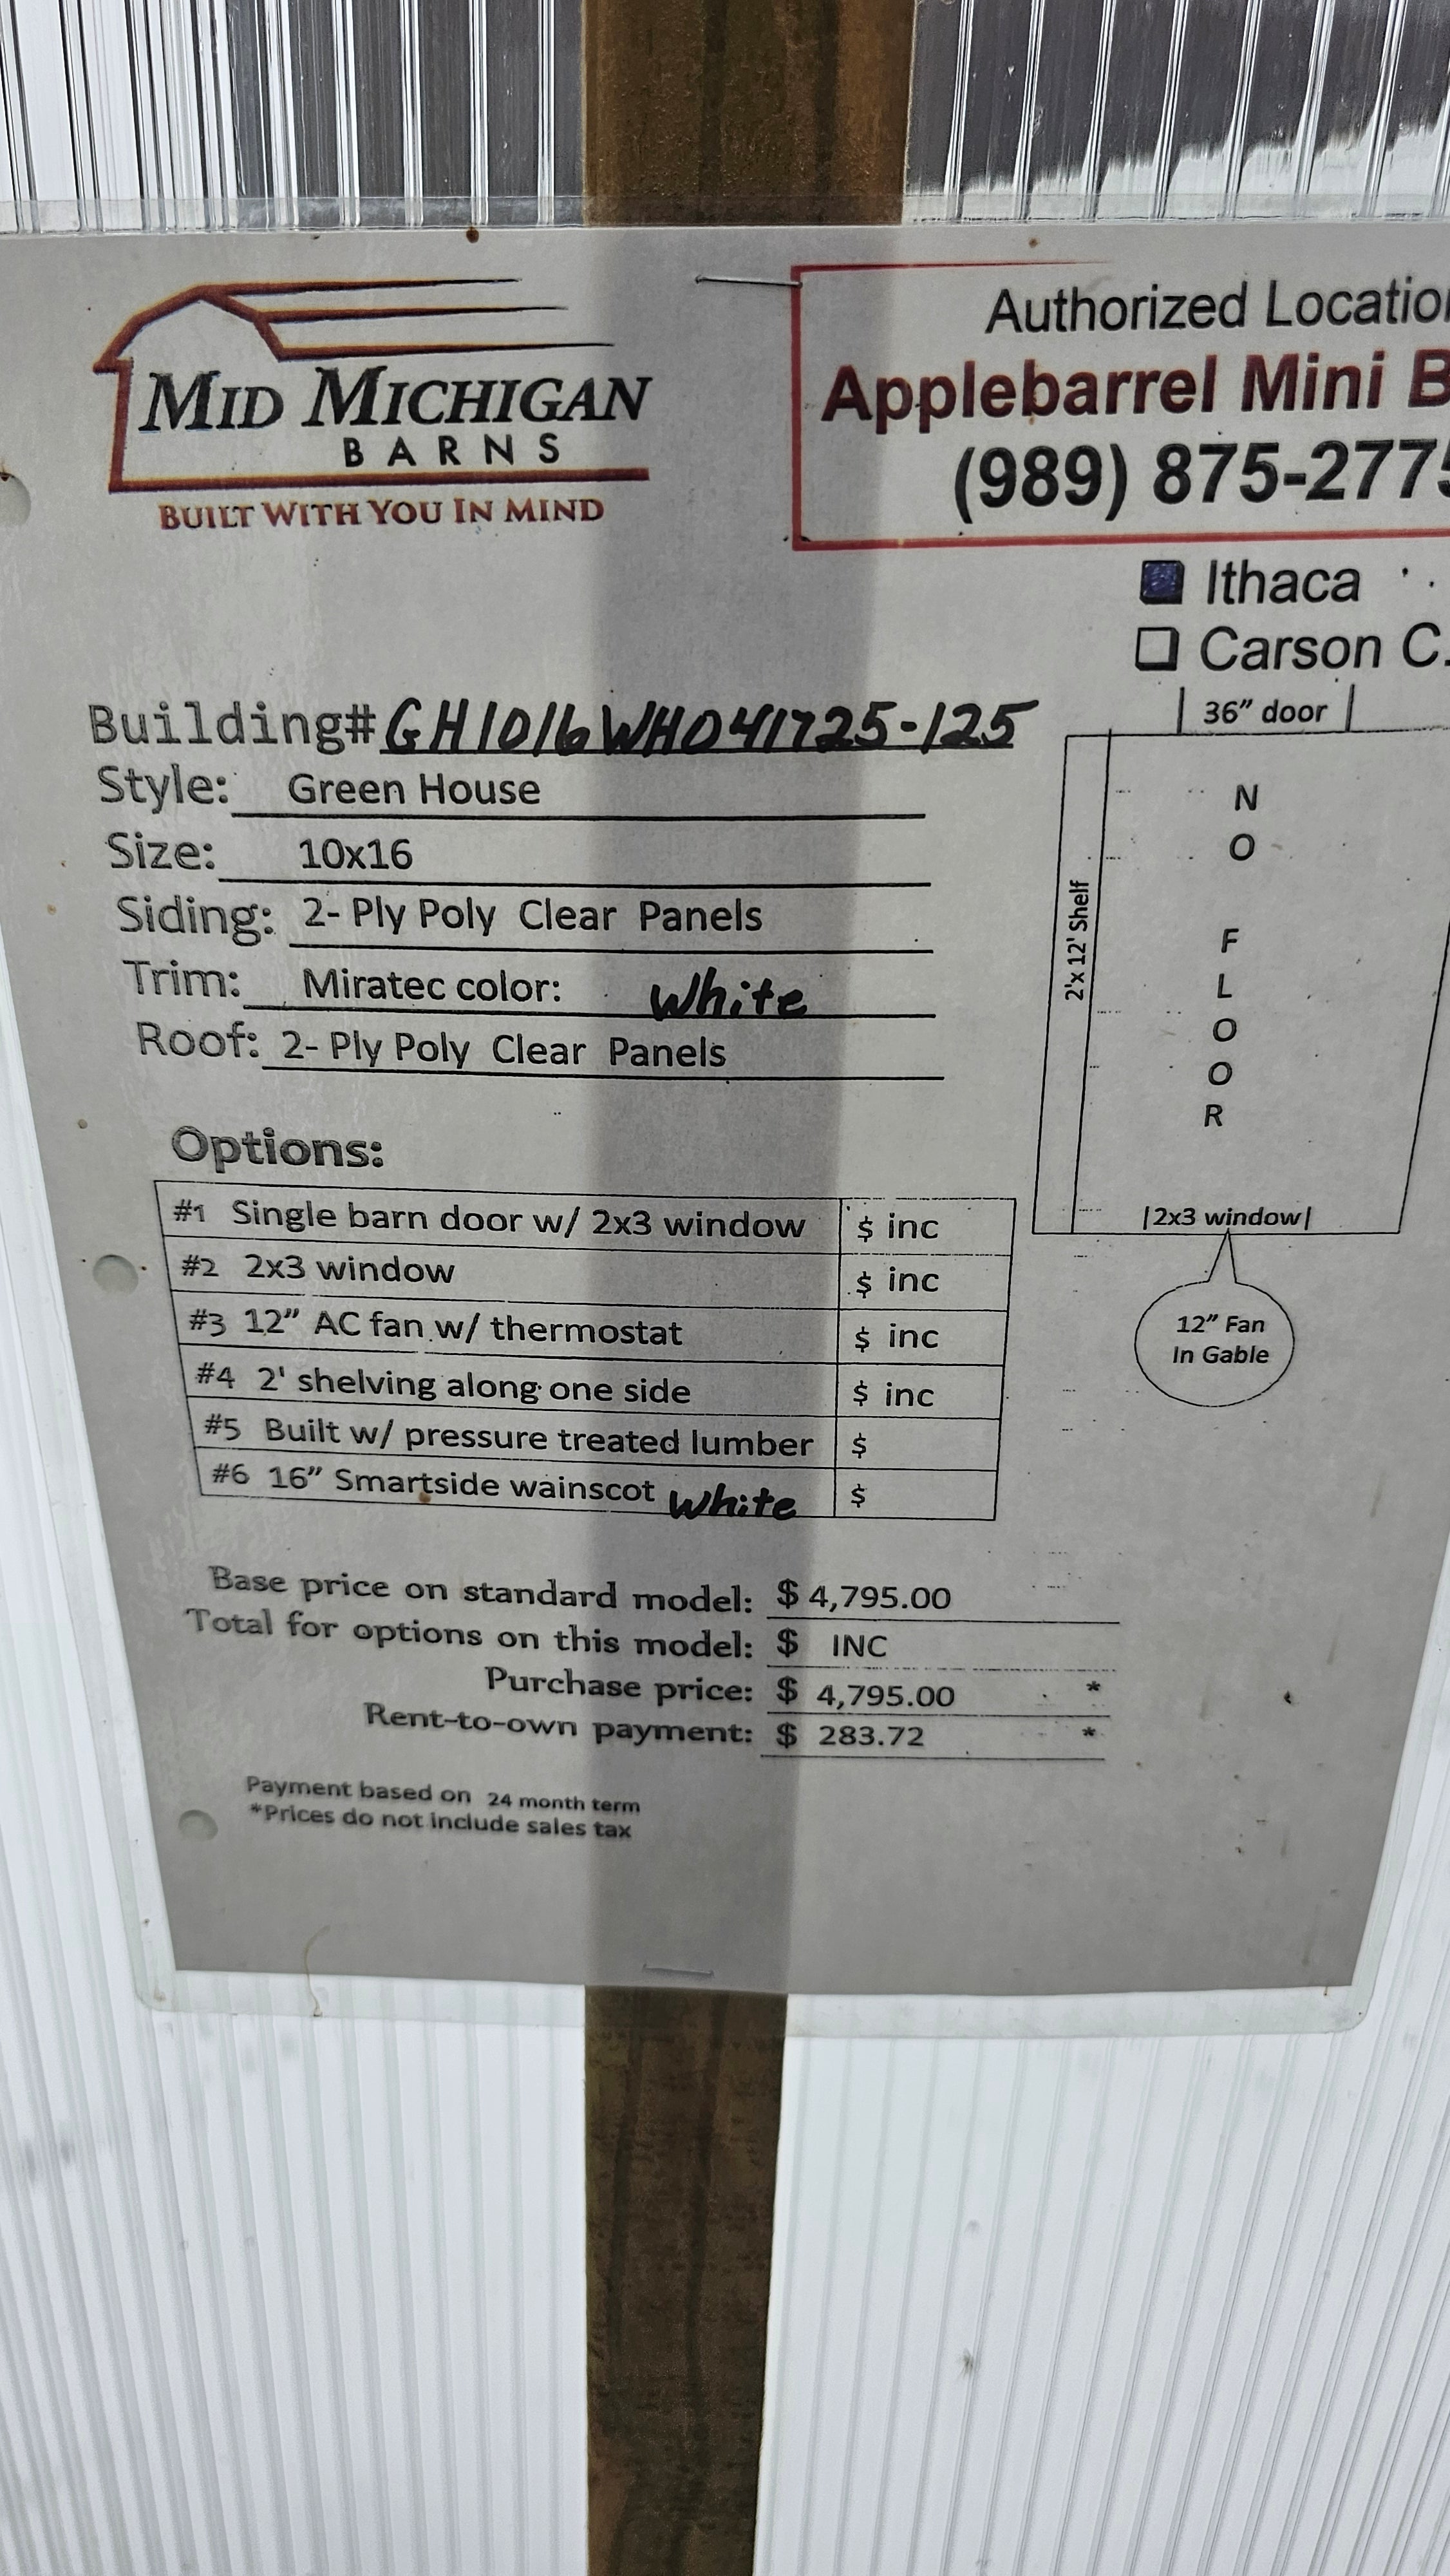 MID MICHIGAN
BARNS
BUILT WITH YOU IN MIND
Authorized Locatio
Applebarrel Mini B
(989) 875-2775
Ithaca
Carson C.
Building# GH1016WH041725-125
Style: Green House
Size: 10x16
Siding: 2- Ply Poly Clear Panels
Trim: Miratec color: White
Roof: 2- Ply Poly Clear Panels
36" door
2'x 12' Shelf
NO FLOOR
|2x3 window|
12" Fan
In Gable
Options:
#1 Single barn door w/ 2x3 window $ inc
#2 2x3 window $ inc
#3 12" AC fan w/ thermostat $ inc
#4 2' shelving along one side $ inc
#5 Built w/ pressure treated lumber $
#6 16" Smartside wainscot White $
Base price on standard model: $ 4,795.00
Total for options on this model: $ INC
Purchase price: $ 4,795.00 *
Rent-to-own payment: $ 283.72 *
Payment based on 24 month term
*Prices do not include sales tax